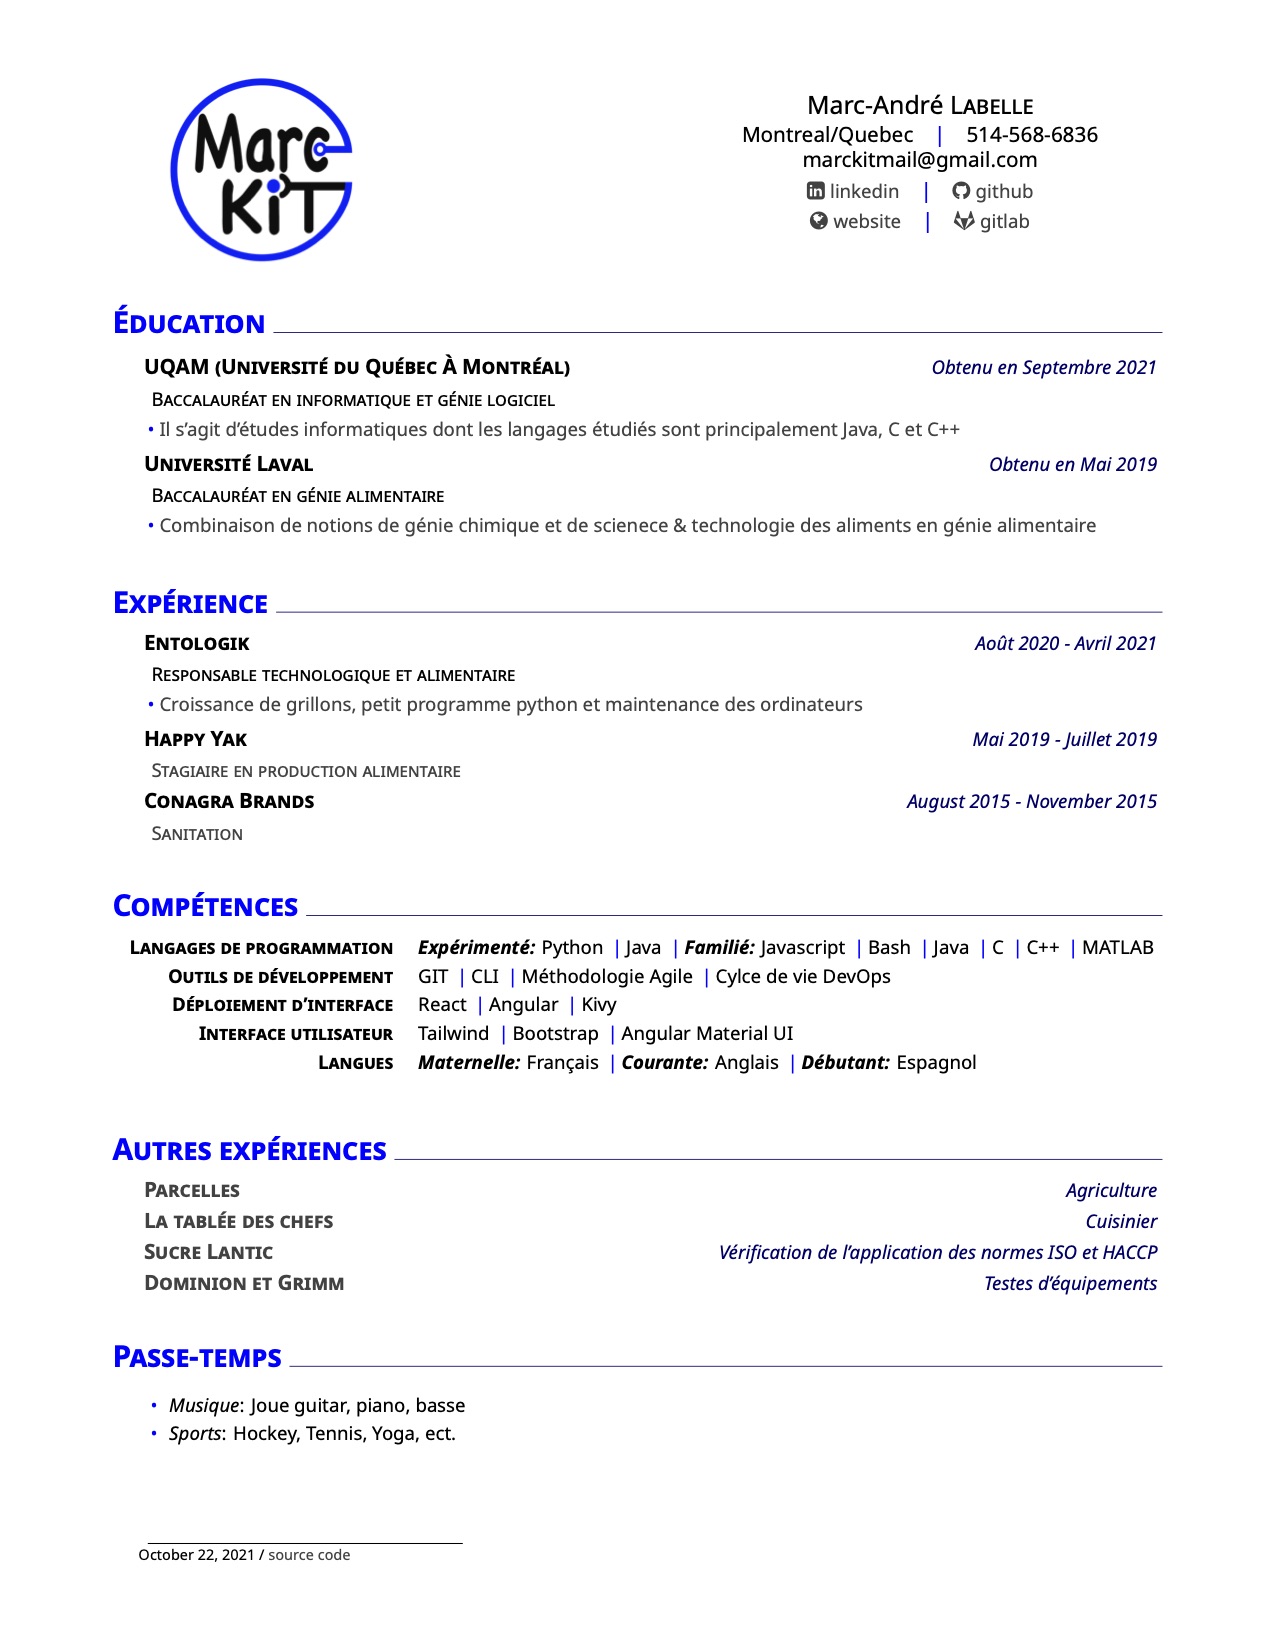 Marc
KiT
Marc-André LABELLE
Montreal/Quebec | 514-568-6836
marckitmail@gmail.com
linkedin | github
website | gitlab
ÉDUCATION
UQAM (UNIVERSITÉ DU QUÉBEC À MONTRÉAL) Obtenu en Septembre 2021
BACCALAURÉAT EN INFORMATIQUE ET GÉNIE LOGICIEL
• Il s’agit d’études informatiques dont les langages étudiés sont principalement Java, C et C++
UNIVERSITÉ LAVAL Obtenu en Mai 2019
BACCALAURÉAT EN GÉNIE ALIMENTAIRE
• Combinaison de notions de génie chimique et de scienece & technologie des aliments en génie alimentaire
EXPÉRIENCE
ENTOLOGIK Août 2020 - Avril 2021
RESPONSABLE TECHNOLOGIQUE ET ALIMENTAIRE
• Croissance de grillons, petit programme python et maintenance des ordinateurs
HAPPY YAK Mai 2019 - Juillet 2019
STAGIAIRE EN PRODUCTION ALIMENTAIRE
CONAGRA BRANDS August 2015 - November 2015
SANITATION
COMPÉTENCES
LANGAGES DE PROGRAMMATION Expérimenté: Python | Java | Familié: Javascript | Bash | Java | C | C++ | MATLAB
OUTILS DE DÉVELOPPEMENT GIT | CLI | Méthodologie Agile | Cylce de vie DevOps
DÉPLOIEMENT D’INTERFACE React | Angular | Kivy
INTERFACE UTILISATEUR Tailwind | Bootstrap | Angular Material UI
LANGUES Maternelle: Français | Courante: Anglais | Débutant: Espagnol
AUTRES EXPÉRIENCES
PARCELLES Agriculture
LA TABLÉE DES CHEFS Cuisinier
SUCRE LANTIC Vérification de l’application des normes ISO et HACCP
DOMINION ET GRIMM Testes d’équipements
PASSE-TEMPS
• Musique: Joue guitar, piano, basse
• Sports: Hockey, Tennis, Yoga, ect.
October 22, 2021 / source code